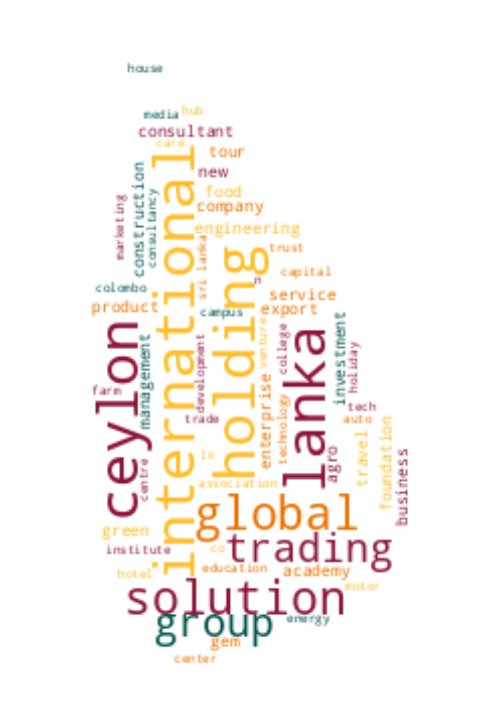 house
media
hub
consultant
care
tour
new
food
company
construction
consultancy
marketing
international
engineering
trust
sri lanka
holding
n
capital
colombo
service
product
export
campus
ceylon
management
development
venture
college
lanka
investment
holiday
farm
trade
enterprise
technology
tech
auto
centre
lk
agro
travel
foundation
business
association
global
green
institute
co
trading
hotel
education
academy
motor
solution
group
energy
gem
center